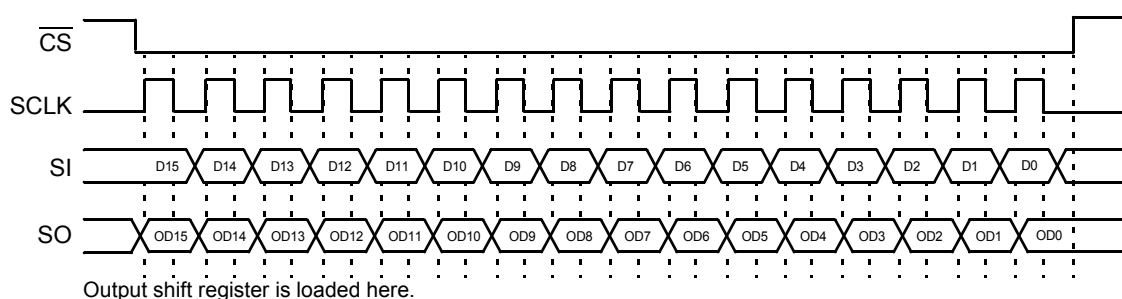 CS
SCLK
SI D15 D14 D13 D12 D11 D10 D9 D8 D7 D6 D5 D4 D3 D2 D1 D0
SO OD15 OD14 OD13 OD12 OD11 OD10 OD9 OD8 OD7 OD6 OD5 OD4 OD3 OD2 OD1 OD0
Output shift register is loaded here.